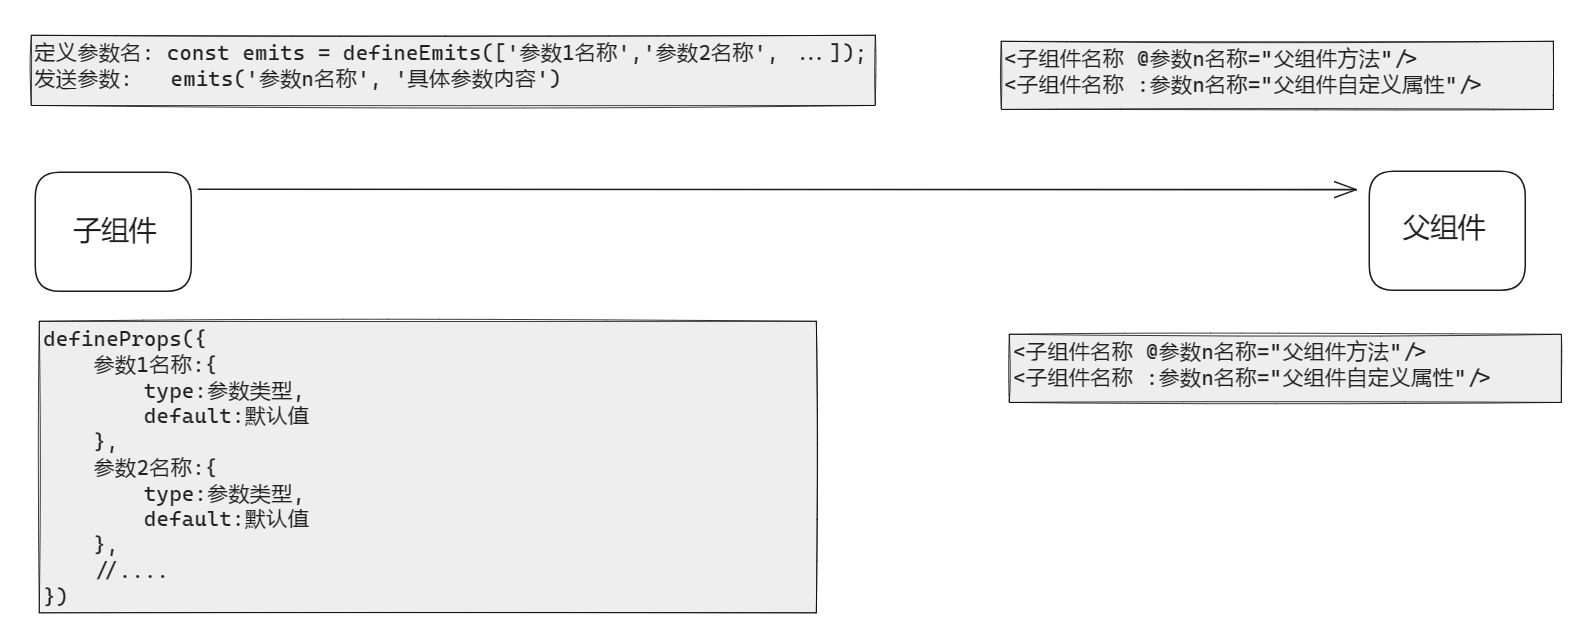 定义参数名: const emits = defineEmits(['参数1名称','参数2名称', ...]);
发送参数:   emits('参数n名称', '具体参数内容')
<子组件名称 @参数n名称="父组件方法"/>
<子组件名称 :参数n名称="父组件自定义属性"/>
子组件
父组件
defineProps({
    参数1名称:{
        type:参数类型,
        default:默认值
    },
    参数2名称:{
        type:参数类型,
        default:默认值
    },
    //....
})
<子组件名称 @参数n名称="父组件方法"/>
<子组件名称 :参数n名称="父组件自定义属性"/>